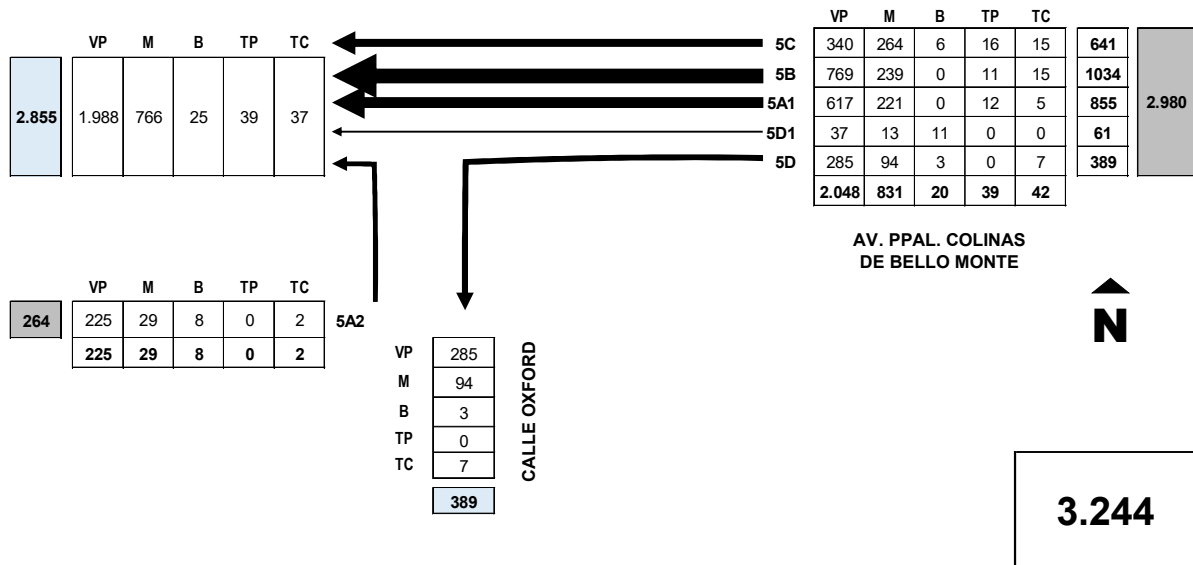 VP M B TP TC
5C 340 264 6 16 15 641
5B 769 239 0 11 15 1034
5A1 617 221 0 12 5 855
5D1 37 13 11 0 0 61
5D 285 94 3 0 7 389
2.048 831 20 39 42
2.980
AV. PPAL. COLINAS
DE BELLO MONTE
VP M B TP TC
2.855 1.988 766 25 39 37
VP M B TP TC
264 225 29 8 0 2 5A2
225 29 8 0 2
VP 285
M 94
B 3
TP 0
TC 7
389
CALLE OXFORD
N
3.244